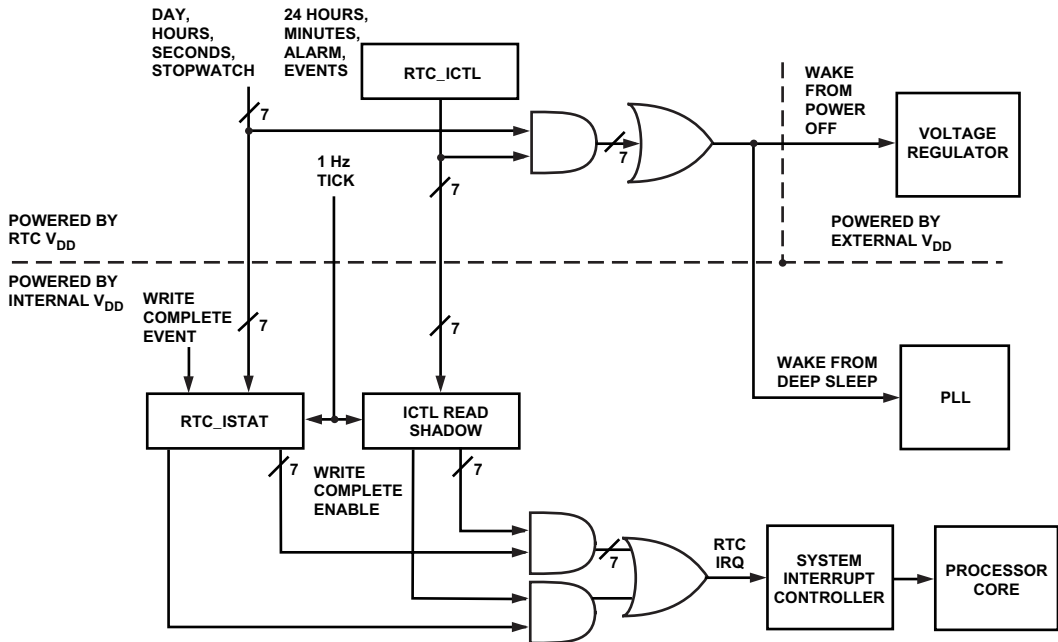 DAY,
HOURS,
SECONDS,
STOPWATCH
24 HOURS,
MINUTES,
ALARM,
EVENTS
RTC_ICTL
7
7
1 Hz
TICK
7
WAKE
FROM
POWER
OFF
VOLTAGE
REGULATOR
POWERED BY
RTC VDD
POWERED BY
EXTERNAL VDD
POWERED BY
INTERNAL VDD
WRITE
COMPLETE
EVENT
7
7
WAKE FROM
DEEP SLEEP
PLL
RTC_ISTAT
ICTL READ
SHADOW
7
WRITE
COMPLETE
ENABLE
7
7
RTC
IRQ
SYSTEM
INTERRUPT
CONTROLLER
PROCESSOR
CORE